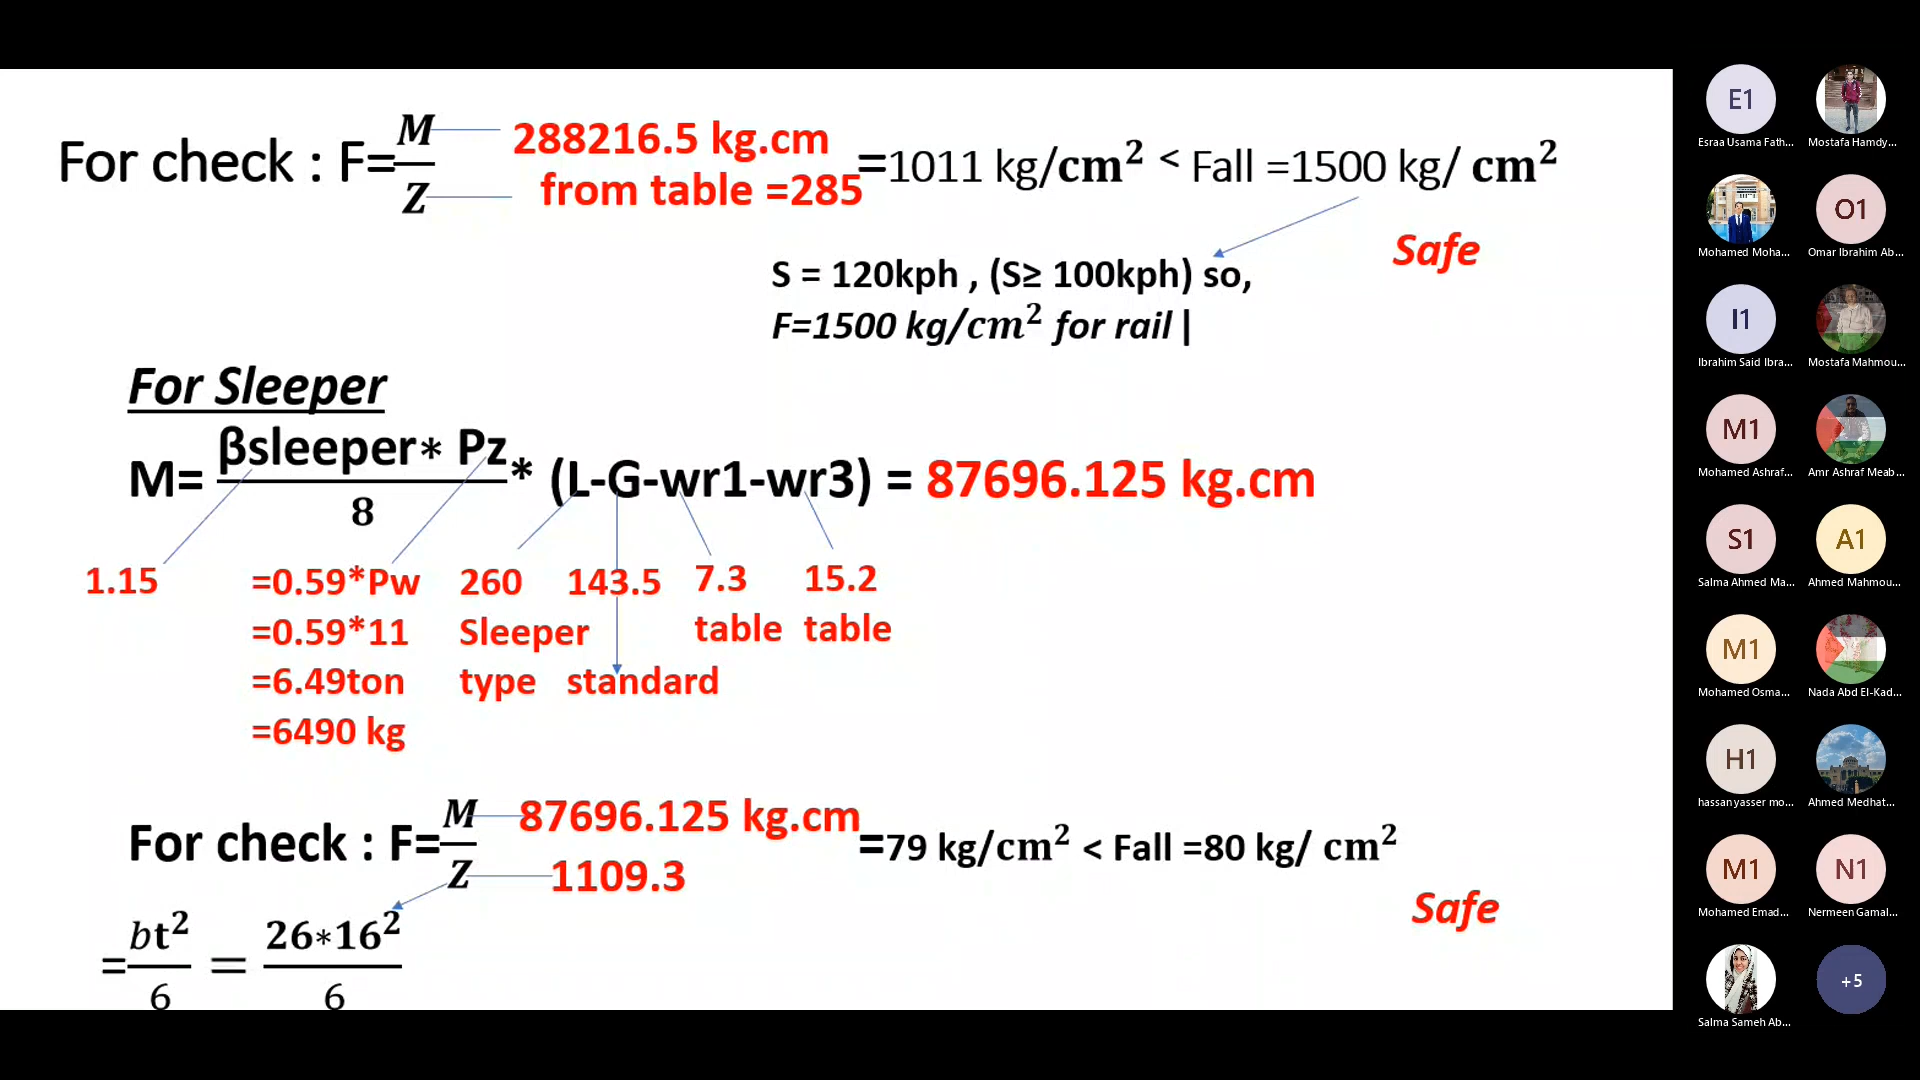 For check : F=M/Z 288216.5 kg.cm =1011 kg/cm² < Fall =1500 kg/ cm²
from table =285
Safe
S = 120kph , (S≥ 100kph) so,
F=1500 kg/cm² for rail
For Sleeper
M= βsleeper* Pz / 8 * (L-G-wr1-wr3) = 87696.125 kg.cm
1.15
=0.59*Pw
=0.59*11
=6.49ton
=6490 kg
260
Sleeper
type
143.5
standard
7.3
table
15.2
table
For check : F=M/Z 87696.125 kg.cm =79 kg/cm² < Fall =80 kg/ cm²
1109.3
Safe
=bt²/6 = 26*16²/6
E1
Esraa Usama Fath...
Mostafa Hamdy...
Mohamed Moha...
O1
Omar Ibrahim Ab...
I1
Ibrahim Said Ibra...
Mostafa Mahmou...
M1
Mohamed Ashraf...
Amr Ashraf Meab...
S1
Salma Ahmed Ma...
A1
Ahmed Mahmou...
M1
Mohamed Osma...
Nada Abd El-Kad...
H1
hassan yasser mo...
Ahmed Medhat...
M1
Mohamed Emad...
N1
Nermeen Gamal...
Salma Sameh Ab...
+5